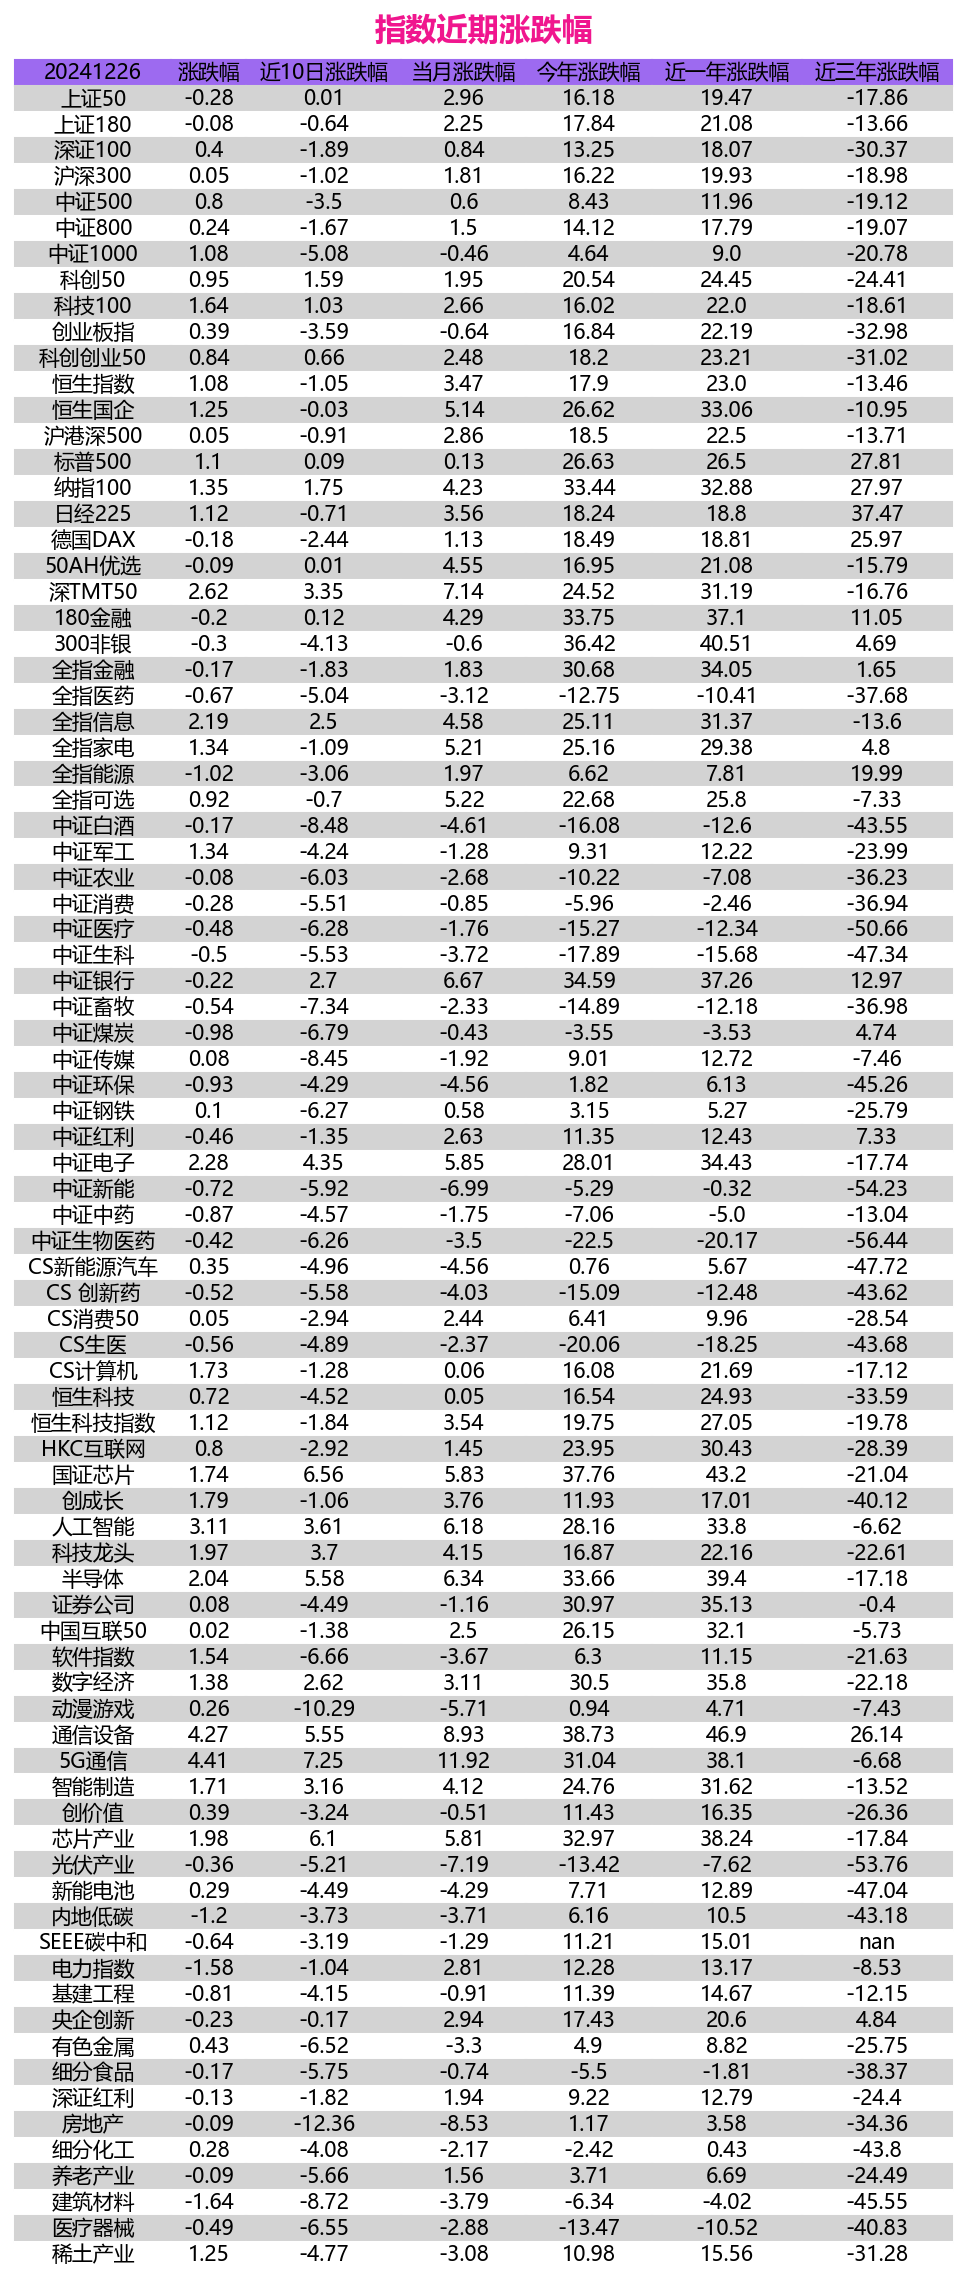 指数近期涨跌幅
20241226 涨跌幅 近10日涨跌幅 当月涨跌幅 今年涨跌幅 近一年涨跌幅 近三年涨跌幅
上证50 -0.28 0.01 2.96 16.18 19.47 -17.86
上证180 -0.08 -0.64 2.25 17.84 21.08 -13.66
深证100 0.4 -1.89 0.84 13.25 18.07 -30.37
沪深300 0.05 -1.02 1.81 16.22 19.93 -18.98
中证500 0.8 -3.5 0.6 8.43 11.96 -19.12
中证800 0.24 -1.67 1.5 14.12 17.79 -19.07
中证1000 1.08 -5.08 -0.46 4.64 9.0 -20.78
科创50 0.95 1.59 1.95 20.54 24.45 -24.41
科技100 1.64 1.03 2.66 16.02 22.0 -18.61
创业板指 0.39 -3.59 -0.64 16.84 22.19 -32.98
科创创业50 0.84 0.66 2.48 18.2 23.21 -31.02
恒生指数 1.08 -1.05 3.47 17.9 23.0 -13.46
恒生国企 1.25 -0.03 5.14 26.62 33.06 -10.95
沪港深500 0.05 -0.91 2.86 18.5 22.5 -13.71
标普500 1.1 0.09 0.13 26.63 26.5 27.81
纳指100 1.35 1.75 4.23 33.44 32.88 27.97
日经225 1.12 -0.71 3.56 18.24 18.8 37.47
德国DAX -0.18 -2.44 1.13 18.49 18.81 25.97
50AH优选 -0.09 0.01 4.55 16.95 21.08 -15.79
深TMT50 2.62 3.35 7.14 24.52 31.19 -16.76
180金融 -0.2 0.12 4.29 33.75 37.1 11.05
300非银 -0.3 -4.13 -0.6 36.42 40.51 4.69
全指金融 -0.17 -1.83 1.83 30.68 34.05 1.65
全指医药 -0.67 -5.04 -3.12 -12.75 -10.41 -37.68
全指信息 2.19 2.5 4.58 25.11 31.37 -13.6
全指家电 1.34 -1.09 5.21 25.16 29.38 4.8
全指能源 -1.02 -3.06 1.97 6.62 7.81 19.99
全指可选 0.92 -0.7 5.22 22.68 25.8 -7.33
中证白酒 -0.17 -8.48 -4.61 -16.08 -12.6 -43.55
中证军工 1.34 -4.24 -1.28 9.31 12.22 -23.99
中证农业 -0.08 -6.03 -2.68 -10.22 -7.08 -36.23
中证消费 -0.28 -5.51 -0.85 -5.96 -2.46 -36.94
中证医疗 -0.48 -6.28 -1.76 -15.27 -12.34 -50.66
中证生科 -0.5 -5.53 -3.72 -17.89 -15.68 -47.34
中证银行 -0.22 2.7 6.67 34.59 37.26 12.97
中证畜牧 -0.54 -7.34 -2.33 -14.89 -12.18 -36.98
中证煤炭 -0.98 -6.79 -0.43 -3.55 -3.53 4.74
中证传媒 0.08 -8.45 -1.92 9.01 12.72 -7.46
中证环保 -0.93 -4.29 -4.56 1.82 6.13 -45.26
中证钢铁 0.1 -6.27 0.58 3.15 5.27 -25.79
中证红利 -0.46 -1.35 2.63 11.35 12.43 7.33
中证电子 2.28 4.35 5.85 28.01 34.43 -17.74
中证新能 -0.72 -5.92 -6.99 -5.29 -0.32 -54.23
中证中药 -0.87 -4.57 -1.75 -7.06 -5.0 -13.04
中证生物医药 -0.42 -6.26 -3.5 -22.5 -20.17 -56.44
CS新能源汽车 0.35 -4.96 -4.56 0.76 5.67 -47.72
CS 创新药 -0.52 -5.58 -4.03 -15.09 -12.48 -43.62
CS消费50 0.05 -2.94 2.44 6.41 9.96 -28.54
CS生医 -0.56 -4.89 -2.37 -20.06 -18.25 -43.68
CS计算机 1.73 -1.28 0.06 16.08 21.69 -17.12
恒生科技 0.72 -4.52 0.05 16.54 24.93 -33.59
恒生科技指数 1.12 -1.84 3.54 19.75 27.05 -19.78
HKC互联网 0.8 -2.92 1.45 23.95 30.43 -28.39
国证芯片 1.74 6.56 5.83 37.76 43.2 -21.04
创成长 1.79 -1.06 3.76 11.93 17.01 -40.12
人工智能 3.11 3.61 6.18 28.16 33.8 -6.62
科技龙头 1.97 3.7 4.15 16.87 22.16 -22.61
半导体 2.04 5.58 6.34 33.66 39.4 -17.18
证券公司 0.08 -4.49 -1.16 30.97 35.13 -0.4
中国互联50 0.02 -1.38 2.5 26.15 32.1 -5.73
软件指数 1.54 -6.66 -3.67 6.3 11.15 -21.63
数字经济 1.38 2.62 3.11 30.5 35.8 -22.18
动漫游戏 0.26 -10.29 -5.71 0.94 4.71 -7.43
通信设备 4.27 5.55 8.93 38.73 46.9 26.14
5G通信 4.41 7.25 11.92 31.04 38.1 -6.68
智能制造 1.71 3.16 4.12 24.76 31.62 -13.52
创价值 0.39 -3.24 -0.51 11.43 16.35 -26.36
芯片产业 1.98 6.1 5.81 32.97 38.24 -17.84
光伏产业 -0.36 -5.21 -7.19 -13.42 -7.62 -53.76
新能电池 0.29 -4.49 -4.29 7.71 12.89 -47.04
内地低碳 -1.2 -3.73 -3.71 6.16 10.5 -43.18
SEEE碳中和 -0.64 -3.19 -1.29 11.21 15.01 nan
电力指数 -1.58 -1.04 2.81 12.28 13.17 -8.53
基建工程 -0.81 -4.15 -0.91 11.39 14.67 -12.15
央企创新 -0.23 -0.17 2.94 17.43 20.6 4.84
有色金属 0.43 -6.52 -3.3 4.9 8.82 -25.75
细分食品 -0.17 -5.75 -0.74 -5.5 -1.81 -38.37
深证红利 -0.13 -1.82 1.94 9.22 12.79 -24.4
房地产 -0.09 -12.36 -8.53 1.17 3.58 -34.36
细分化工 0.28 -4.08 -2.17 -2.42 0.43 -43.8
养老产业 -0.09 -5.66 1.56 3.71 6.69 -24.49
建筑材料 -1.64 -8.72 -3.79 -6.34 -4.02 -45.55
医疗器械 -0.49 -6.55 -2.88 -13.47 -10.52 -40.83
稀土产业 1.25 -4.77 -3.08 10.98 15.56 -31.28